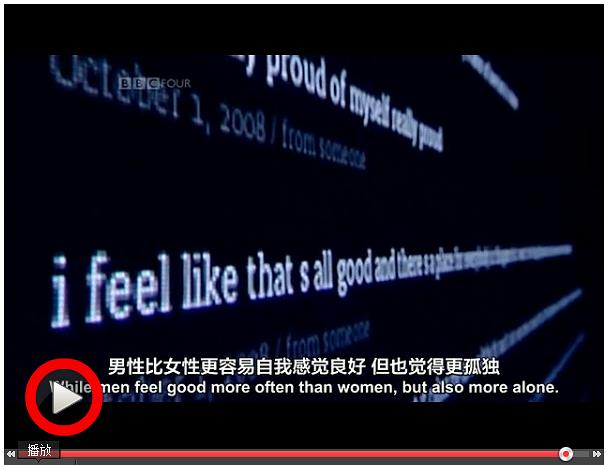 BBC FOUR
proud of myself really proud
October 1, 2008 / from someone
i feel like that s all good and there s a place for
from someone
男性比女性更容易自我感觉良好 但也觉得更孤独
While men feel good more often than women, but also more alone.
播放